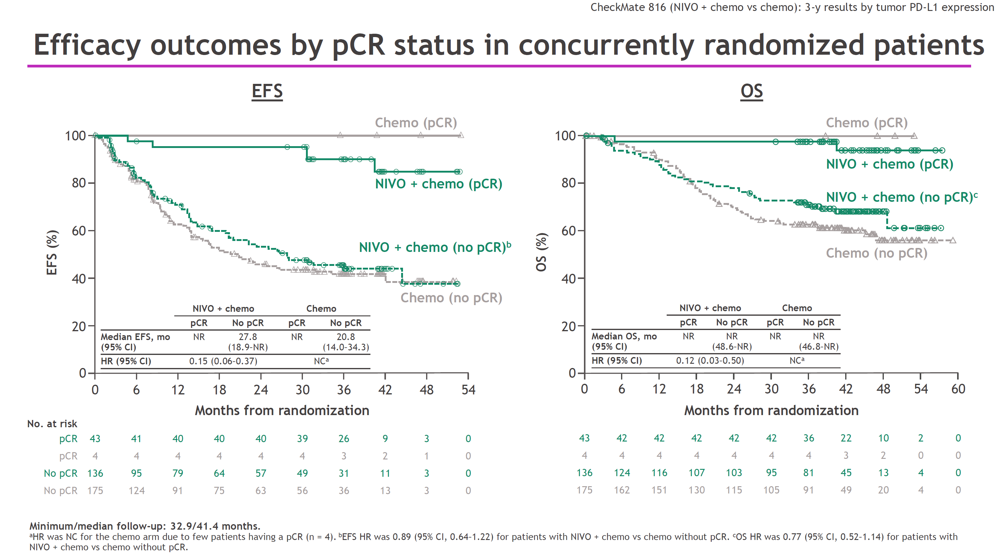 CheckMate 816 (NIVO + chemo vs chemo): 3-y results by tumor PD-L1 expression
Efficacy outcomes by pCR status in concurrently randomized patients
EFS
Chemo (pCR)
NIVO + chemo (pCR)
NIVO + chemo (no pCR)ᵇ
Chemo (no pCR)
EFS (%)
100
80
60
40
20
0
NIVO + chemo Chemo
pCR No pCR pCR No pCR
Median EFS, mo NR 27.8 NR 20.8
(95% CI) (18.9–NR) (14.0–34.3)
HR (95% CI) 0.15 (0.06–0.37) NCᵃ
0 6 12 18 24 30 36 42 48 54
Months from randomization
No. at risk
pCR 43 41 40 40 40 39 26 9 3 0
pCR 4 4 4 4 4 4 3 2 1 0
No pCR 136 95 79 64 57 49 31 11 3 0
No pCR 175 124 91 75 63 56 36 13 3 0
OS
Chemo (pCR)
NIVO + chemo (pCR)
NIVO + chemo (no pCR)ᶜ
Chemo (no pCR)
OS (%)
100
80
60
40
20
0
NIVO + chemo Chemo
pCR No pCR pCR No pCR
Median OS, mo NR NR NR NR
(95% CI) (48.6–NR) (46.8–NR)
HR (95% CI) 0.12 (0.03–0.50) NCᵃ
0 6 12 18 24 30 36 42 48 54 60
Months from randomization
43 42 42 42 42 42 36 22 10 2 0
4 4 4 4 4 4 4 3 2 0 0
136 124 116 107 103 95 81 45 13 4 0
175 162 151 130 115 105 91 49 20 4 0
Minimum/median follow-up: 32.9/41.4 months.
ᵃHR was NC for the chemo arm due to few patients having a pCR (n = 4). ᵇEFS HR was 0.89 (95% CI, 0.64–1.22) for patients with NIVO + chemo vs chemo without pCR. ᶜOS HR was 0.77 (95% CI, 0.52–1.14) for patients with
NIVO + chemo vs chemo without pCR.